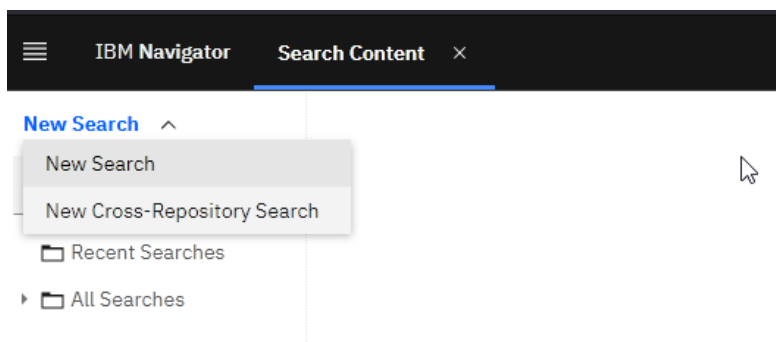 IBM Navigator Search Content
New Search
New Search
New Cross-Repository Search
Recent Searches
All Searches